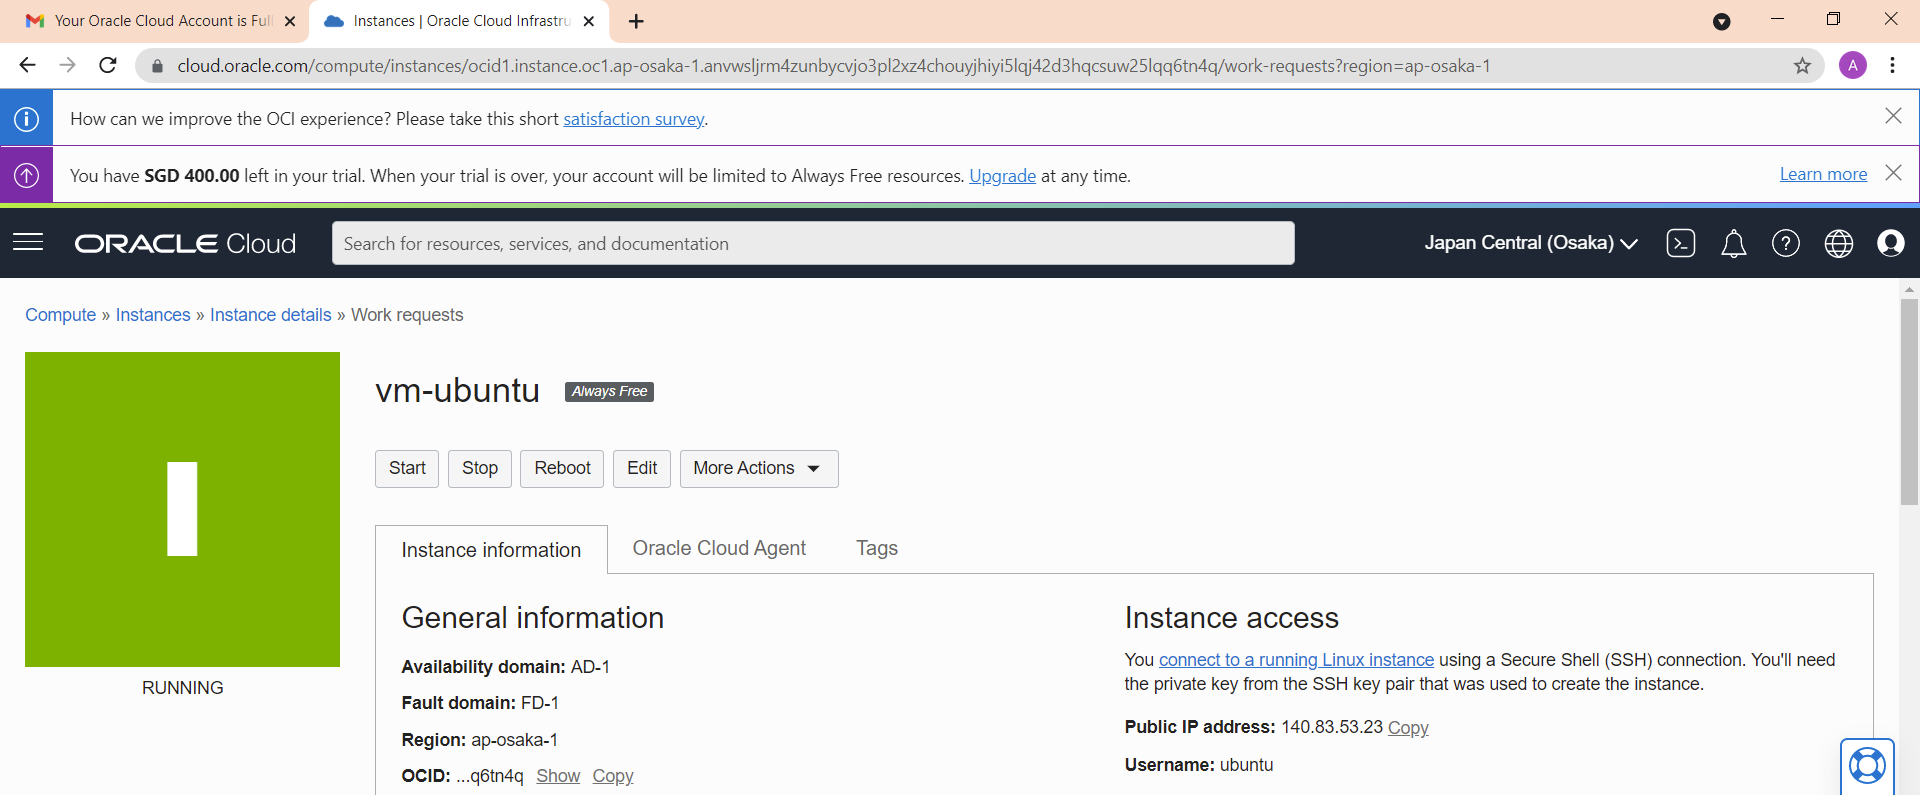 Your Oracle Cloud Account is Full
Instances | Oracle Cloud Infrastru
cloud.oracle.com/compute/instances/ocid1.instance.oc1.ap-osaka-1.anvwsljrm4zunbycvjo3pl2xz4chouyjhiyi5lqj42d3hqcsuw25lqq6tn4q/work-requests?region=ap-osaka-1
A
How can we improve the OCI experience? Please take this short satisfaction survey.
You have SGD 400.00 left in your trial. When your trial is over, your account will be limited to Always Free resources. Upgrade at any time.
Learn more
ORACLE Cloud
Search for resources, services, and documentation
Japan Central (Osaka)
Compute » Instances » Instance details » Work requests
I
RUNNING
vm-ubuntu
Always Free
Start
Stop
Reboot
Edit
More Actions
Instance information
Oracle Cloud Agent
Tags
General information
Availability domain: AD-1
Fault domain: FD-1
Region: ap-osaka-1
OCID: ...q6tn4q Show Copy
Instance access
You connect to a running Linux instance using a Secure Shell (SSH) connection. You'll need
the private key from the SSH key pair that was used to create the instance.
Public IP address: 140.83.53.23 Copy
Username: ubuntu